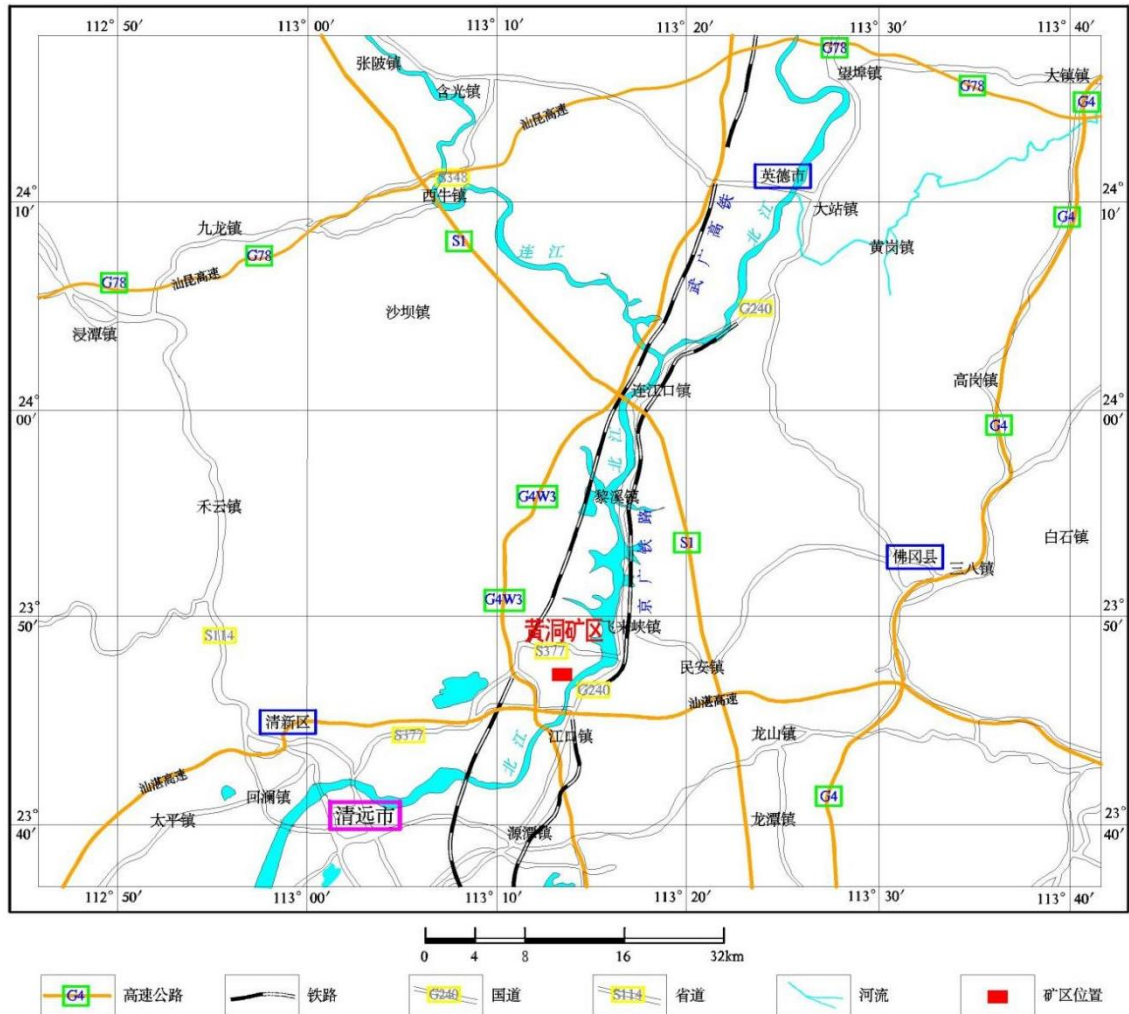 112° 50′
113° 00′
113° 10′
113° 20′
113° 30′
113° 40′
张陂镇
含光镇
汕昆高速
G78
望埠镇
G78
大镇镇
G4
24°
10′
S348
西牛镇
英德市
大站镇
24°
10′
九龙镇
S1
连江
武广高铁
北江
黄岗镇
G4
G78
G78
汕昆高速
浸潭镇
沙坝镇
G240
高岗镇
连江口镇
24°
00′
24°
00′
G4
北江
G4W3
黎溪镇
禾云镇
京广铁路
S1
白石镇
佛冈县
三八镇
G4W3
23°
50′
23°
50′
S114
黄洞矿区
飞来峡镇
S377
民安镇
G240
汕湛高速
清新区
S377
江口镇
龙山镇
北江
汕湛高速
回澜镇
G4
太平镇
清远市
源潭镇
龙潭镇
23°
40′
23°
40′
112° 50′
113° 00′
113° 10′
113° 20′
113° 30′
113° 40′
0 4 8 16 32km
G4 高速公路
铁路
G240 国道
S114 省道
河流
矿区位置